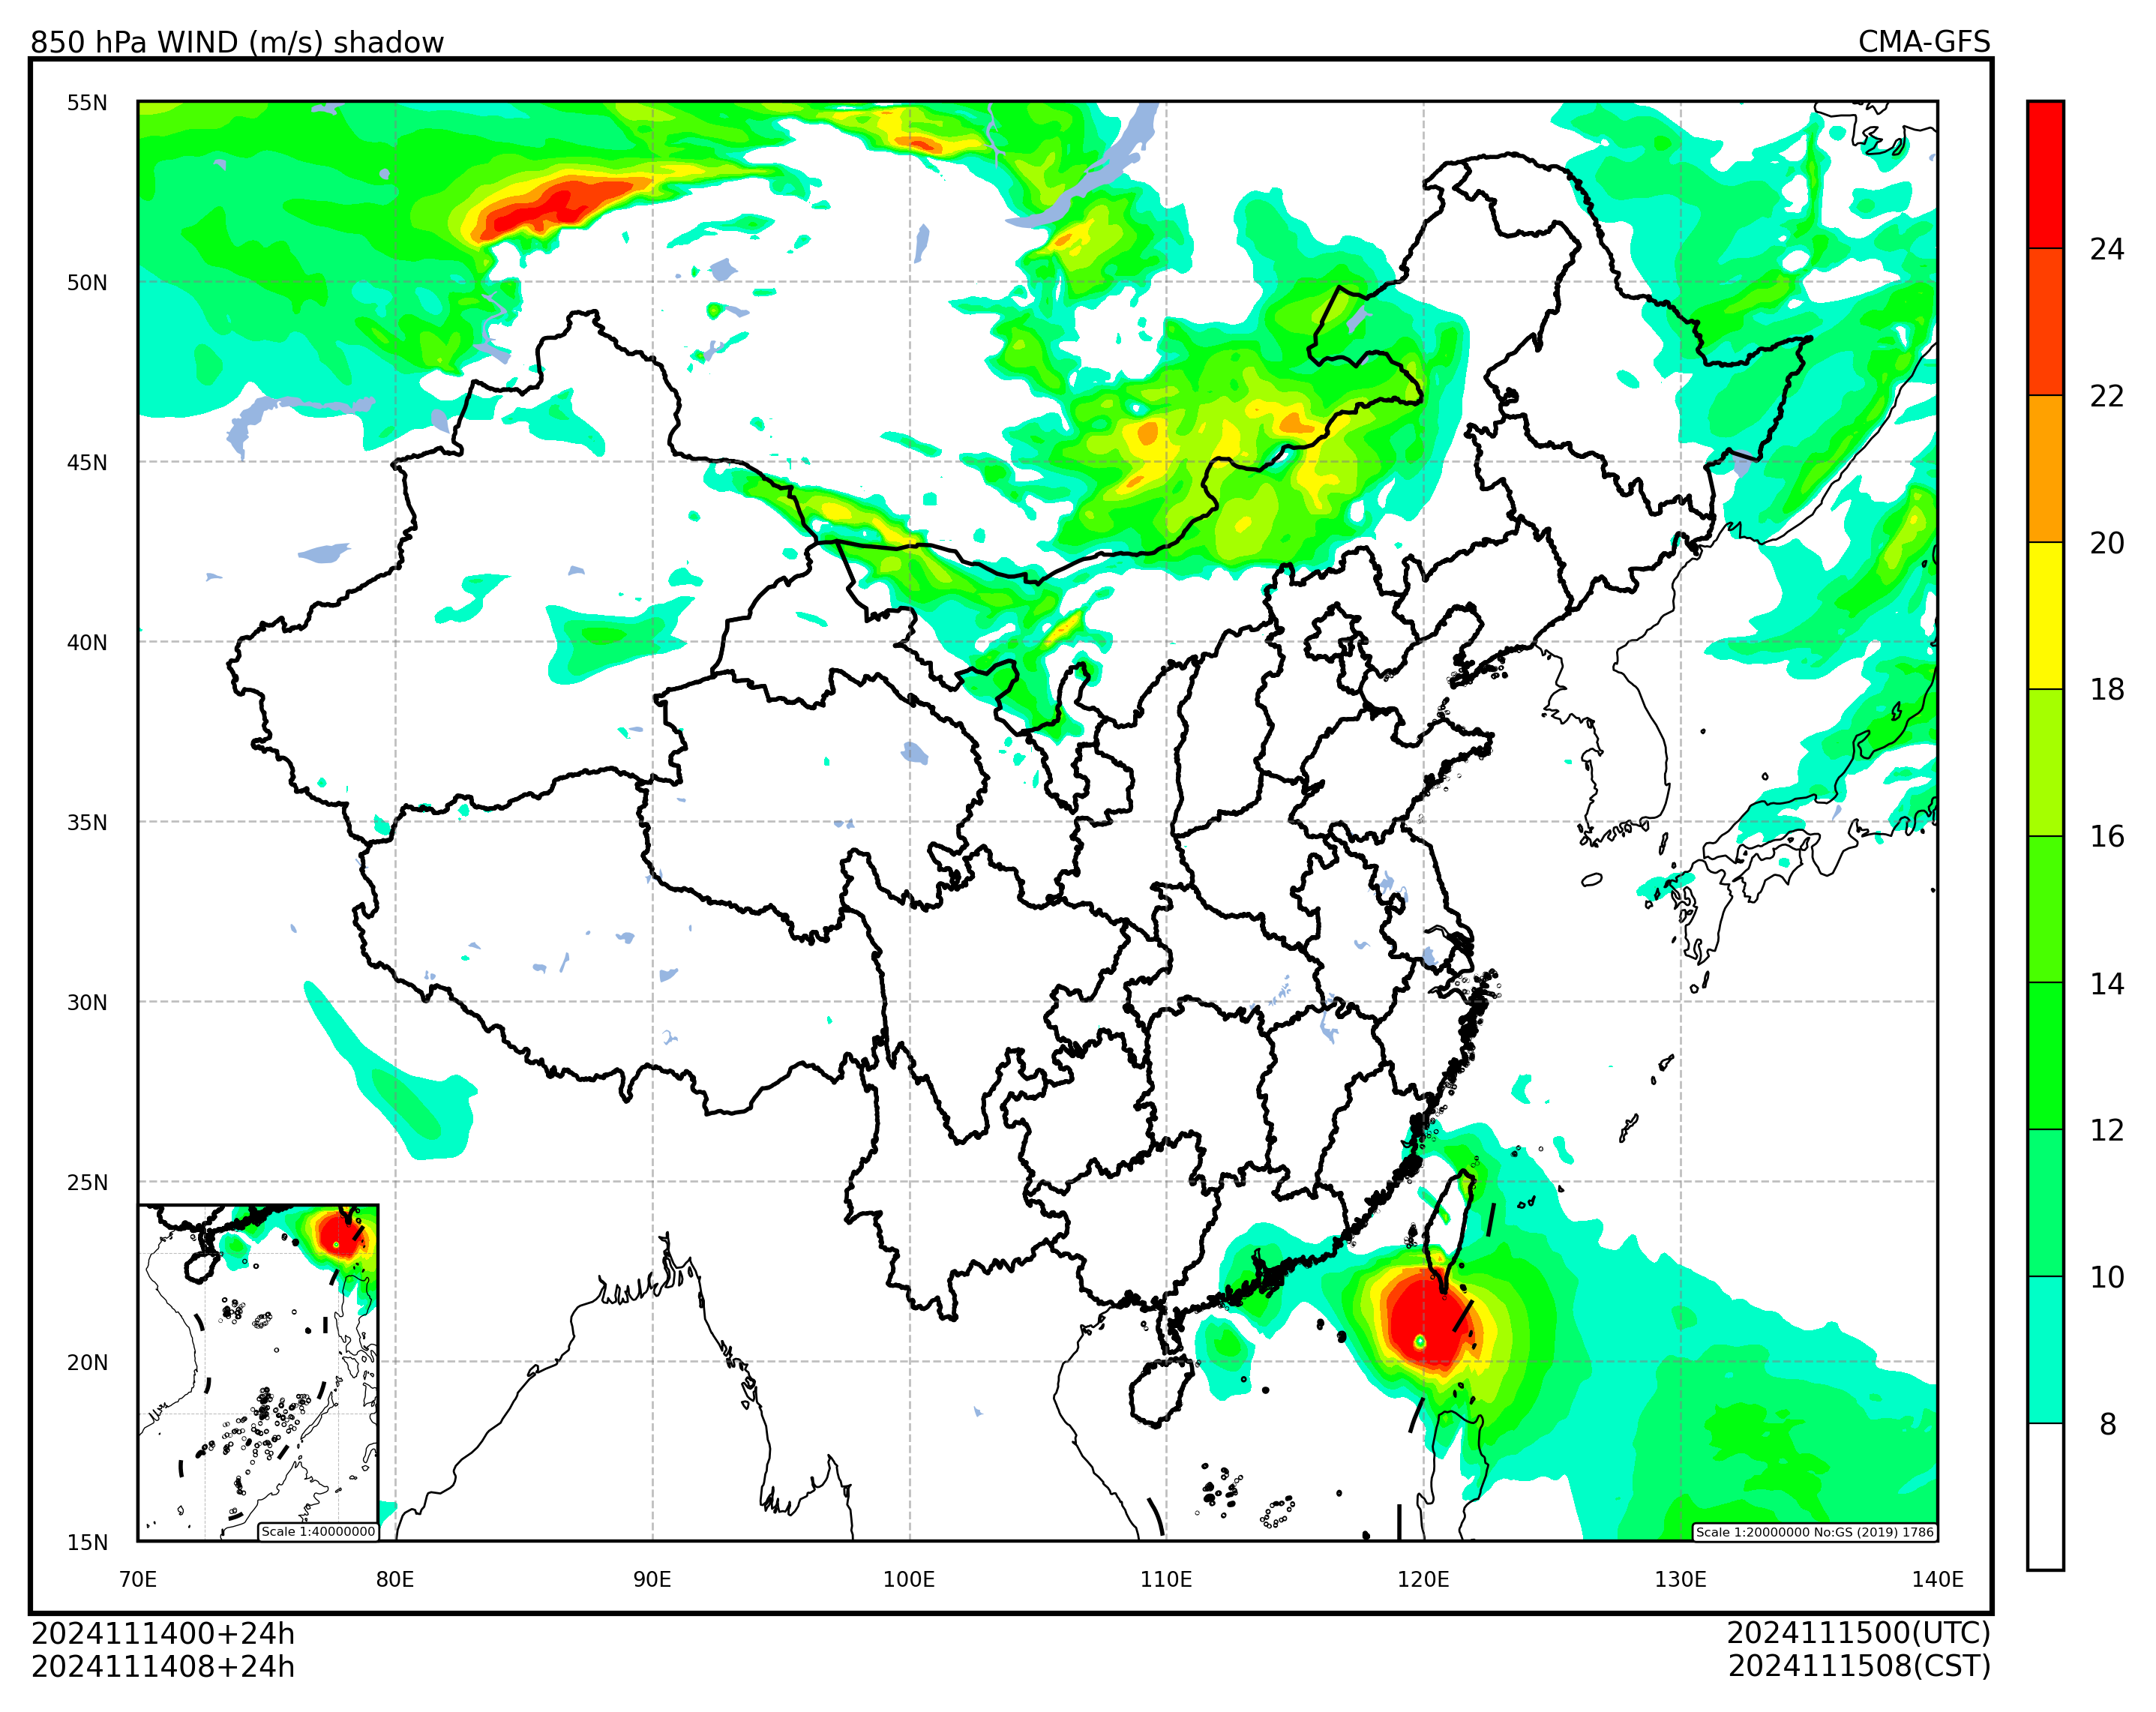 850 hPa WIND (m/s) shadow
CMA-GFS
55N
50N
45N
40N
35N
30N
25N
20N
15N
70E
80E
90E
100E
110E
120E
130E
140E
24
22
20
18
16
14
12
10
8
Scale 1:40000000
Scale 1:20000000 No:GS (2019) 1786
2024111400+24h
2024111500(UTC)
2024111408+24h
2024111508(CST)